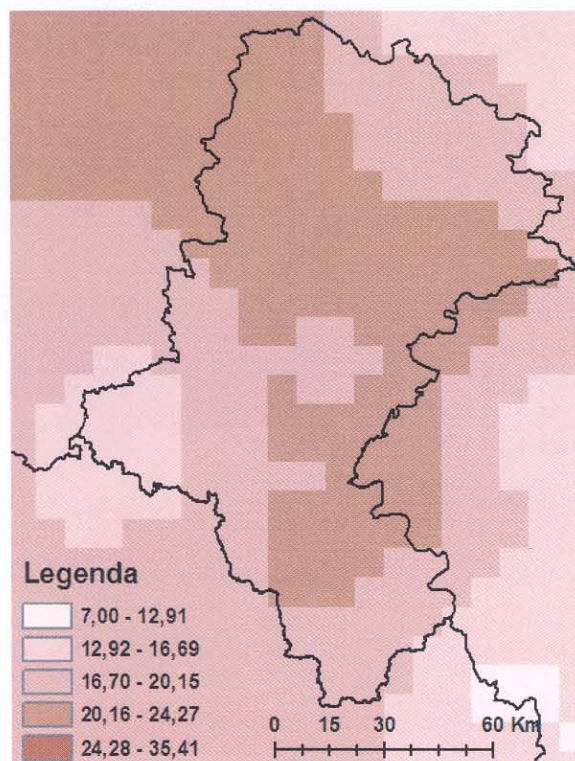 Legenda
7,00 - 12,91
12,92 - 16,69
16,70 - 20,15
20,16 - 24,27
24,28 - 35,41
0 15 30 60 Km